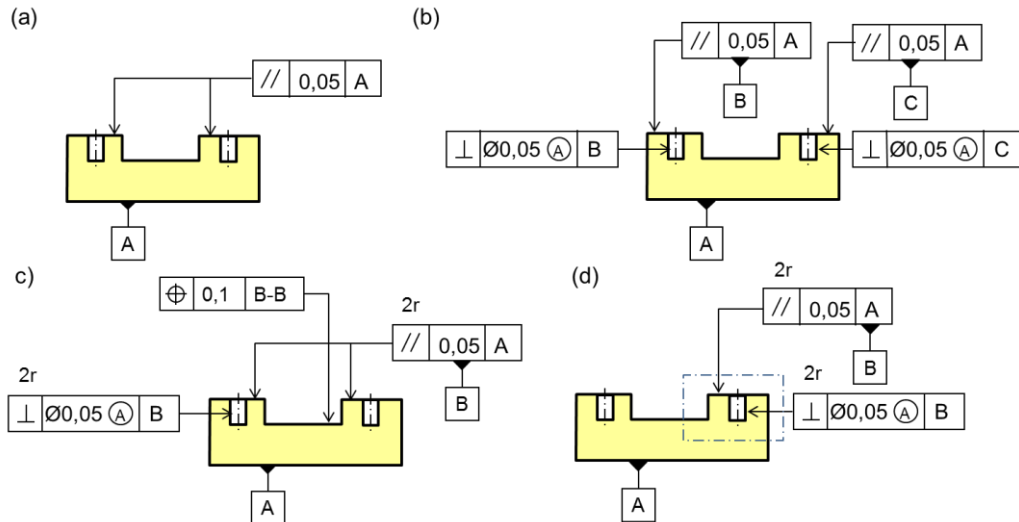 (a)
// 0,05 A
A
(b)
// 0,05 A
B
// 0,05 A
C
⊥ Ø0,05 Ⓐ B
⊥ Ø0,05 Ⓐ C
A
c)
⌖ 0,1 B-B
2r
// 0,05 A
B
2r
⊥ Ø0,05 Ⓐ B
A
(d)
2r
// 0,05 A
B
2r
⊥ Ø0,05 Ⓐ B
A